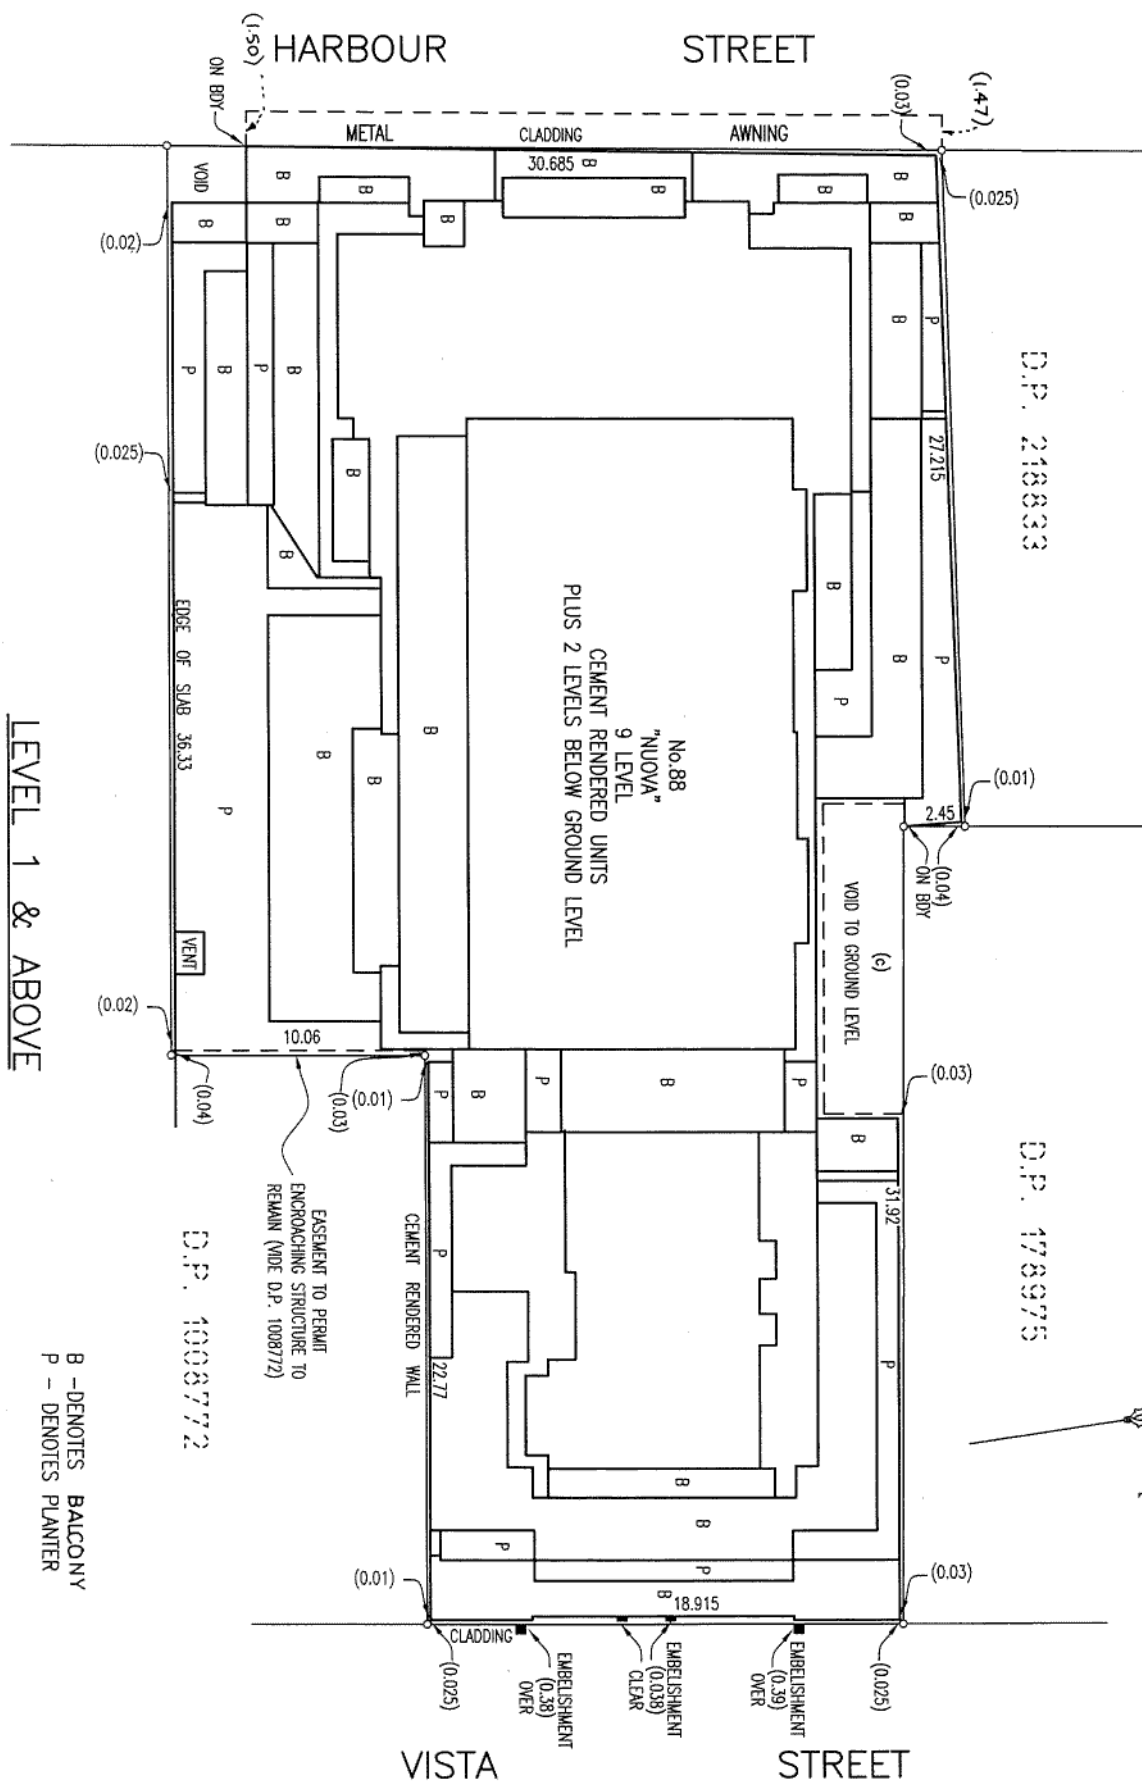 HARBOUR STREET
(1.50)
ON BDY
METAL CLADDING AWNING
(0.03)
(1.47)
(0.025)
30.685
B
VOID
B
B
B
B
B
B
B
B
B
(0.02)
P
B
P
B
B
P
D.P. 218833
27.215
(0.025)
B
B
B
B
P
P
EDGE OF SLAB 36.33
No.88
"NUOVA"
9 LEVEL
CEMENT RENDERED UNITS
PLUS 2 LEVELS BELOW GROUND LEVEL
B
B
B
P
(0.01)
2.45
(0.04)
ON BDY
(c)
VOID TO GROUND LEVEL
VENT
(0.02)
(0.04)
10.06
(0.03)
(0.01)
(0.03)
P
B
P
B
P
B
D.P. 178975
31.92
EASEMENT TO PERMIT
ENCROACHING STRUCTURE TO
REMAIN (VIDE D.P. 1008772)
CEMENT RENDERED WALL
P
22.77
P
D.P. 1008772
B
B
P
P
B
18.915
(0.01)
(0.03)
CLADDING
(0.025)
EMBELISHMENT
(0.38)
OVER
EMBELISHMENT
(0.038)
CLEAR
EMBELISHMENT
(0.39)
OVER
(0.025)
VISTA STREET
LEVEL 1 & ABOVE
B -DENOTES BALCONY
P - DENOTES PLANTER